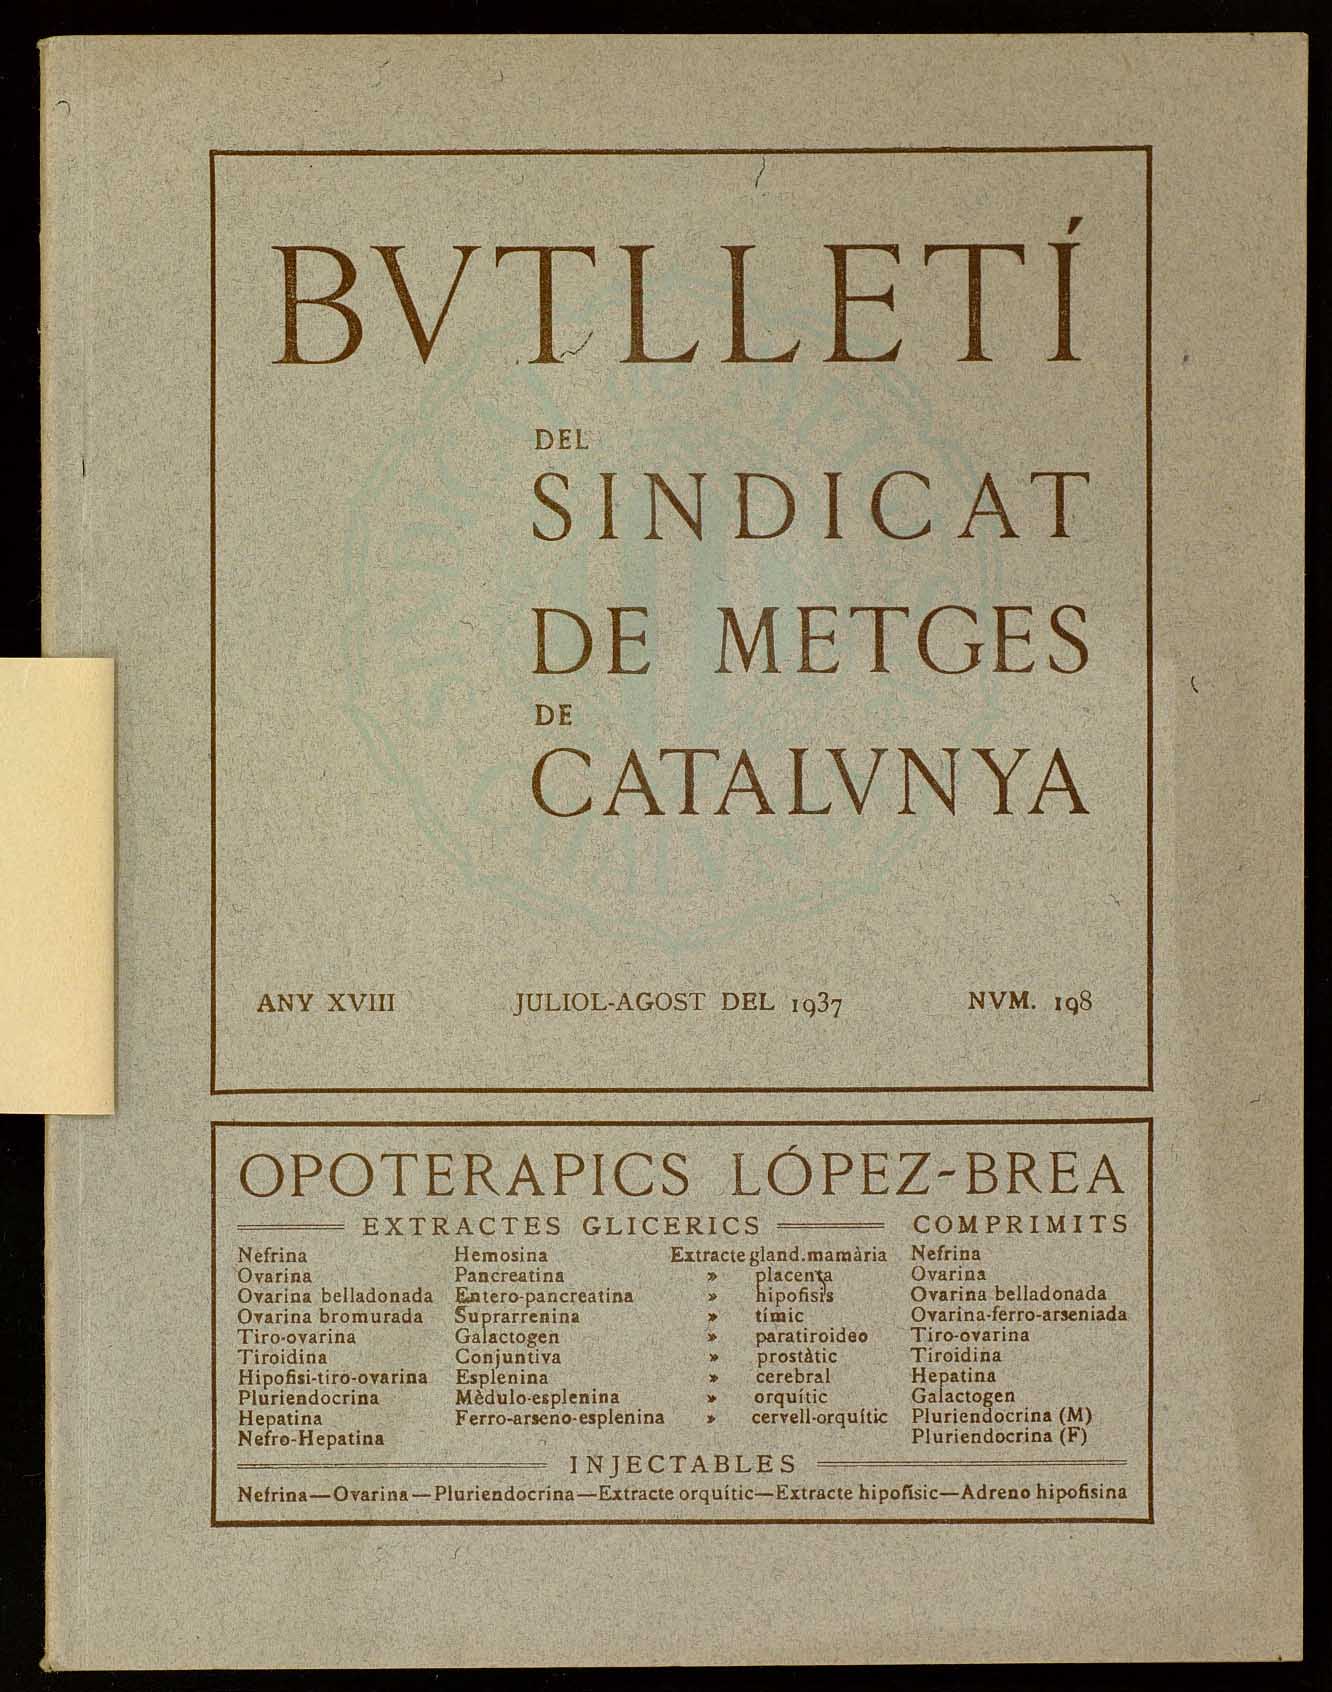 BVTLLETÍ
DEL
SINDICAT
DE METGES
DE
CATALVNYA
ANY XVIII JULIOL-AGOST DEL 1937 NVM. 198
OPOTERAPICS LÓPEZ-BREA
EXTRACTES GLICERICS
Nefrina
Ovarina
Ovarina belladonada
Ovarina bromurada
Tiro-ovarina
Tiroidina
Hipofisi-tiro-ovarina
Pluriendocrina
Hepatina
Nefro-Hepatina
Hemosina
Pancreatina
Entero-pancreatina
Suprarrenina
Galactogen
Conjuntiva
Esplenina
Mèdulo-esplenina
Ferro-arseno-esplenina
Extracte gland. mamària
» placenta
» hipofisis
» tímic
» paratiroideo
» prostàtic
» cerebral
» orquític
» cervell-orquític
COMPRIMITS
Nefrina
Ovarina
Ovarina belladonada
Ovarina-ferro-arseniada
Tiro-ovarina
Tiroidina
Hepatina
Galactogen
Pluriendocrina (M)
Pluriendocrina (F)
INJECTABLES
Nefrina—Ovarina—Pluriendocrina—Extracte orquític—Extracte hipofísic—Adreno hipofisina